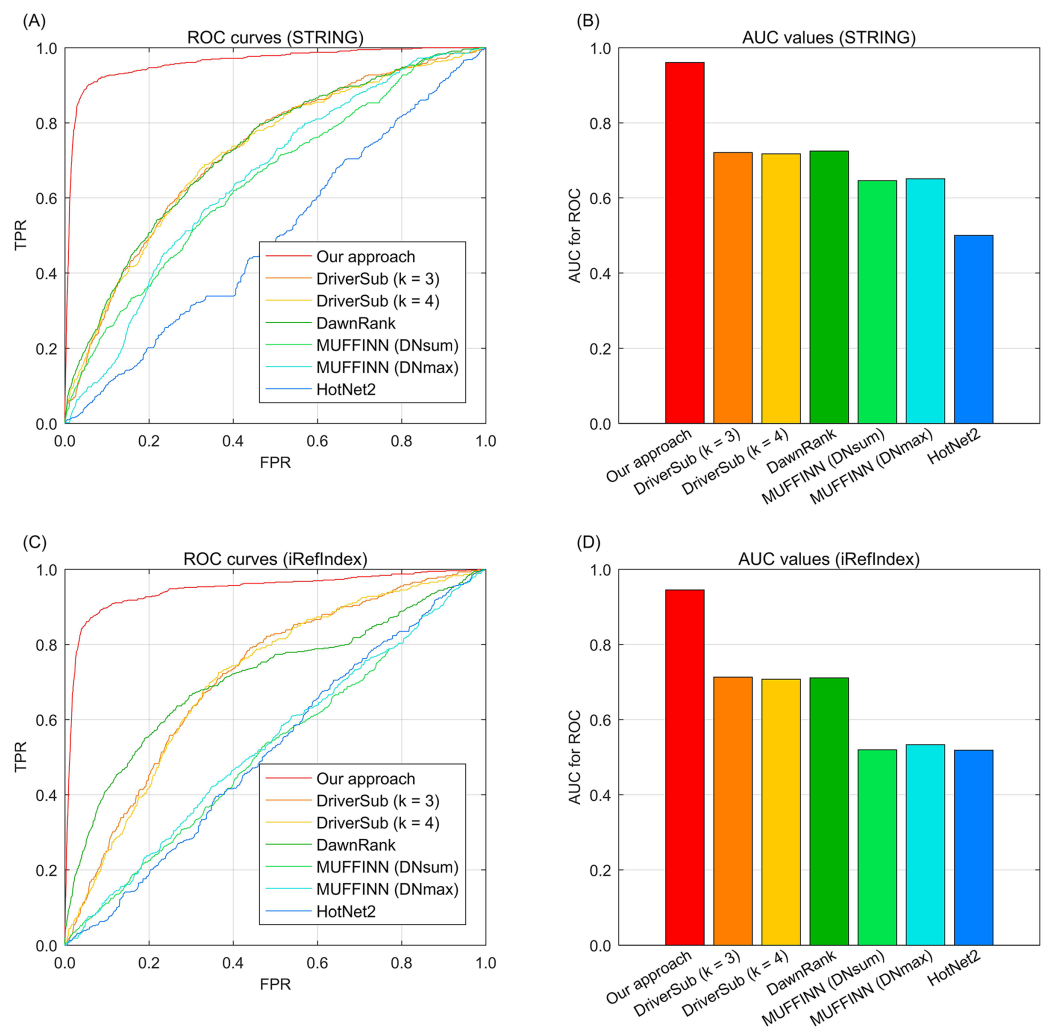 (A)
ROC curves (STRING)
1.0
0.8
0.6
0.4
0.2
0.0
TPR
0.0 0.2 0.4 0.6 0.8 1.0
FPR
Our approach
DriverSub (k = 3)
DriverSub (k = 4)
DawnRank
MUFFINN (DNsum)
MUFFINN (DNmax)
HotNet2
(B)
AUC values (STRING)
1.0
0.8
0.6
0.4
0.2
0.0
AUC for ROC
Our approach
DriverSub (k = 3)
DriverSub (k = 4)
DawnRank
MUFFINN (DNsum)
MUFFINN (DNmax)
HotNet2
(C)
ROC curves (iRefIndex)
1.0
0.8
0.6
0.4
0.2
0.0
TPR
0.0 0.2 0.4 0.6 0.8 1.0
FPR
Our approach
DriverSub (k = 3)
DriverSub (k = 4)
DawnRank
MUFFINN (DNsum)
MUFFINN (DNmax)
HotNet2
(D)
AUC values (iRefIndex)
1.0
0.8
0.6
0.4
0.2
0.0
AUC for ROC
Our approach
DriverSub (k = 3)
DriverSub (k = 4)
DawnRank
MUFFINN (DNsum)
MUFFINN (DNmax)
HotNet2